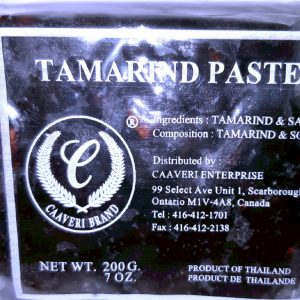 TAMARIND PASTE
®
Ingredients : TAMARIND & SA
Composition : TAMARIND & SO
C
CAAVERI BRAND
Distributed by :
CAAVERI ENTERPRISE
99 Select Ave Unit 1, Scarborough
Ontario M1V-4A8, Canada
Tel : 416-412-1701
Fax : 416-412-2138
NET WT. 200 G.
7 OZ.
PRODUCT OF THAILAND
PRODUCT DE THAILANDE